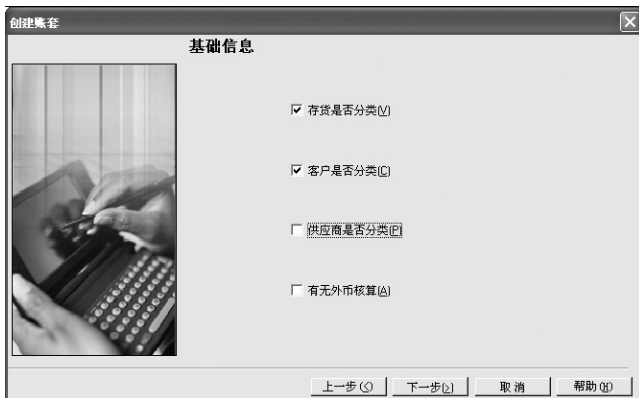 创建账套
基础信息
存货是否分类(V)
客户是否分类(C)
供应商是否分类(P)
有无外币核算(A)
上一步(<) 下一步(>) 取消 帮助(H)